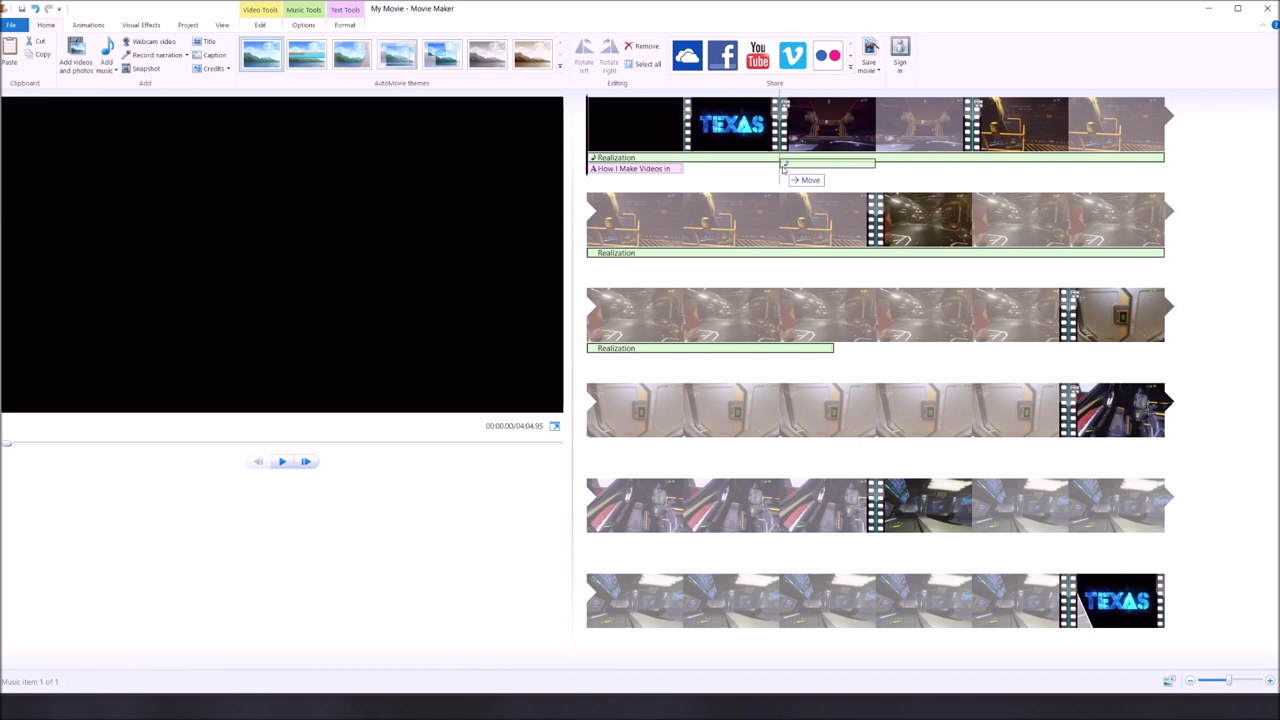 Video Tools
Music Tools
Text Tools
My Movie - Movie Maker
File
Home
Animations
Visual Effects
Project
View
Edit
Options
Format
Paste
Cut
Copy
Clipboard
Add videos
and photos
Add
music
Webcam video
Record narration
Snapshot
Title
Caption
Credits
Add
AutoMovie themes
Rotate
left
Rotate
right
Remove
Select all
Editing
You
Tube
Share
Save
movie
Sign
in
TEXAS
Realization
How I Make Videos in
Move
Realization
Realization
00:00.00/04:04.95
TEXAS
Music item 1 of 1